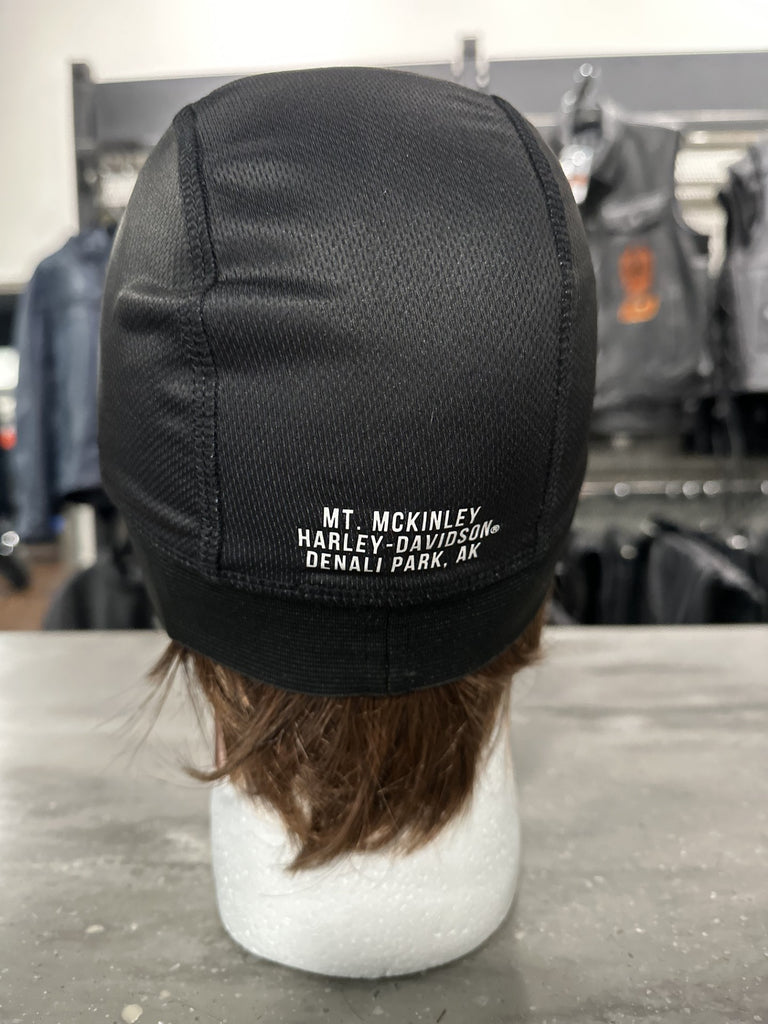 MT. MCKINLEY
HARLEY-DAVIDSON®
DENALI PARK, AK